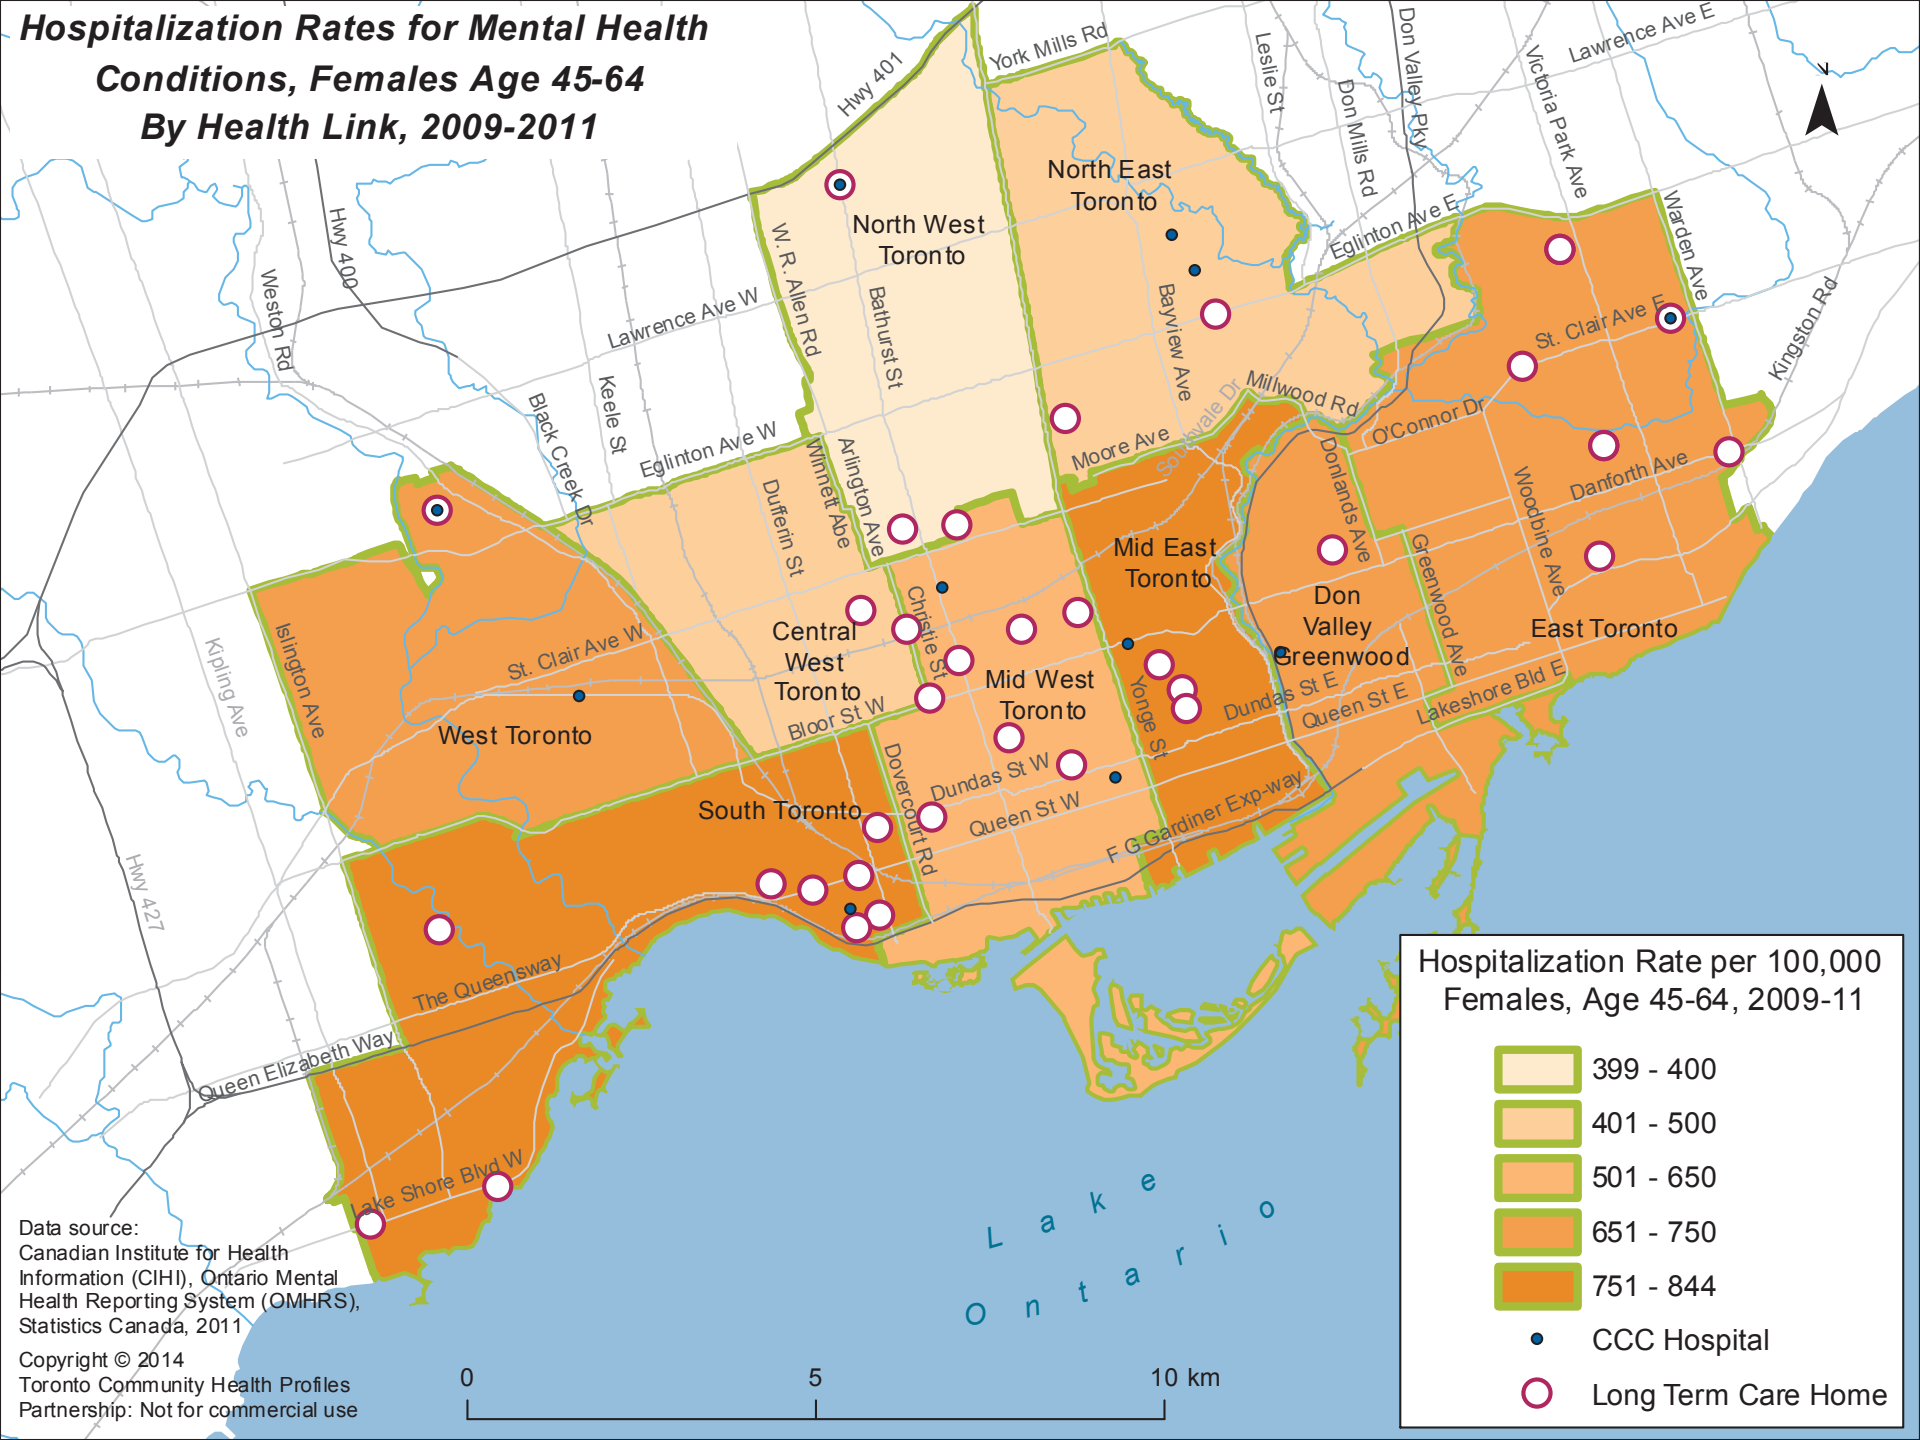 Hospitalization Rates for Mental Health
Conditions, Females Age 45-64
By Health Link, 2009-2011
Hwy 401
York Mills Rd
Leslie St
Don Mills Rd
Don Valley Pky
Victoria Park Ave
Lawrence Ave E
N
North East
Toronto
North West
Toronto
Hwy 400
Weston Rd
W. R. Allen Rd
Bathurst St
Bayview Ave
Eglinton Ave E
Warden Ave
Kingston Rd
St. Clair Ave E
Lawrence Ave W
Keele St
Black Creek Dr
Eglinton Ave W
Winnett Abe
Arlington Ave
Dufferin St
Moore Ave
Southvale Dr
Millwood Rd
O'Connor Dr
Donlands Ave
Danforth Ave
Woodbine Ave
Greenwood Ave
Mid East
Toronto
Don
Valley
Greenwood
East Toronto
Christie St
Central
West
Toronto
Mid West
Toronto
Kipling Ave
Islington Ave
St. Clair Ave W
West Toronto
Bloor St W
Yonge St
Dundas St E
Queen St E
Lakeshore Bld E
Dovercourt Rd
Dundas St W
Queen St W
South Toronto
F G Gardiner Exp-way
Hwy 427
The Queensway
Queen Elizabeth Way
Lake Shore Blvd W
Lake
Ontario
Hospitalization Rate per 100,000
Females, Age 45-64, 2009-11
399 - 400
401 - 500
501 - 650
651 - 750
751 - 844
CCC Hospital
Long Term Care Home
Data source:
Canadian Institute for Health
Information (CIHI), Ontario Mental
Health Reporting System (OMHRS),
Statistics Canada, 2011
Copyright © 2014
Toronto Community Health Profiles
Partnership: Not for commercial use
0 5 10 km